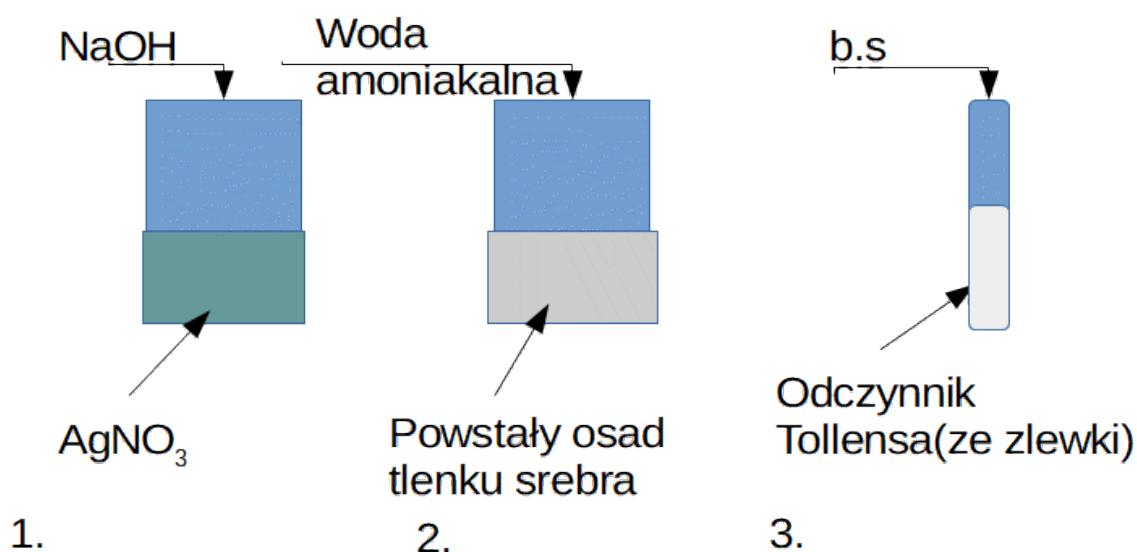 NaOH
Woda
amoniakalna
b.s
AgNO₃
Powstały osad
tlenku srebra
Odczynnik
Tollensa(ze zlewki)
1.
2.
3.